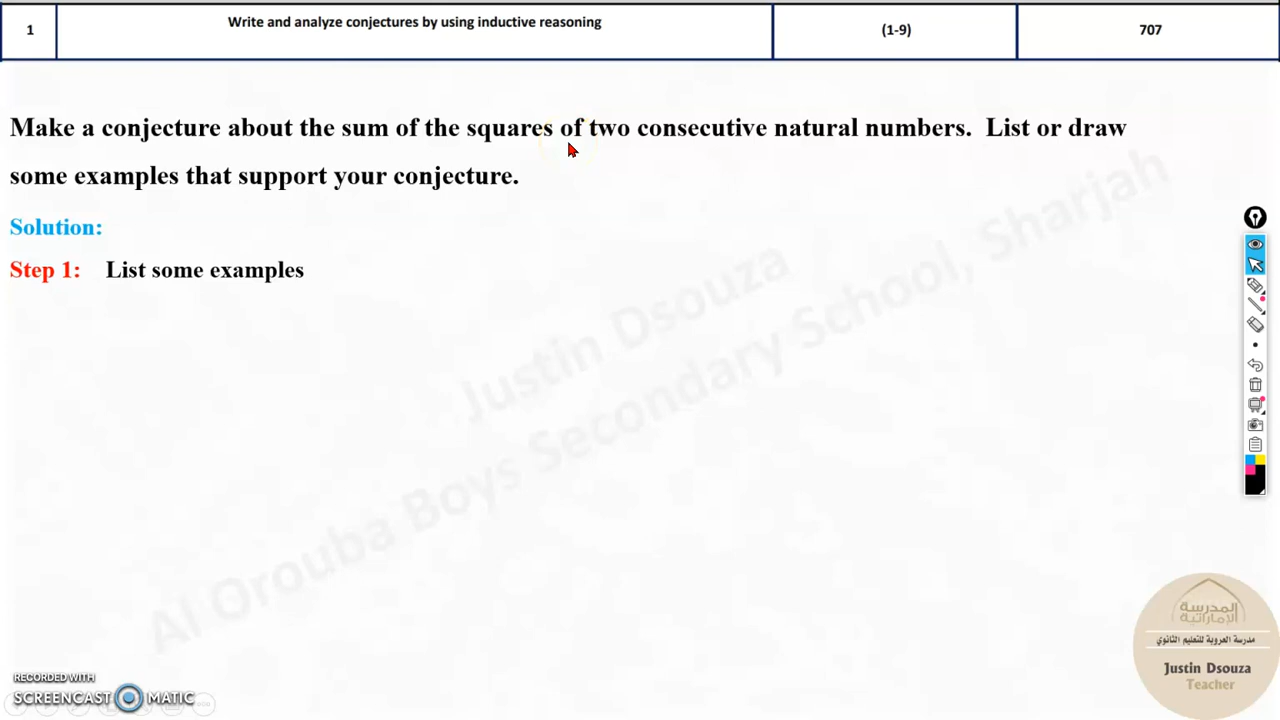 1
Write and analyze conjectures by using inductive reasoning
(1-9)
707
Make a conjecture about the sum of the squares of two consecutive natural numbers. List or draw
some examples that support your conjecture.
Solution:
Step 1: List some examples
Justin Dsouza
Al Orouba Boys Secondary School, Sharjah
المدرسة
الإماراتية
مدرسة العروبة للتعليم الثانوي
Justin Dsouza
Teacher
RECORDED WITH
SCREENCAST MATIC